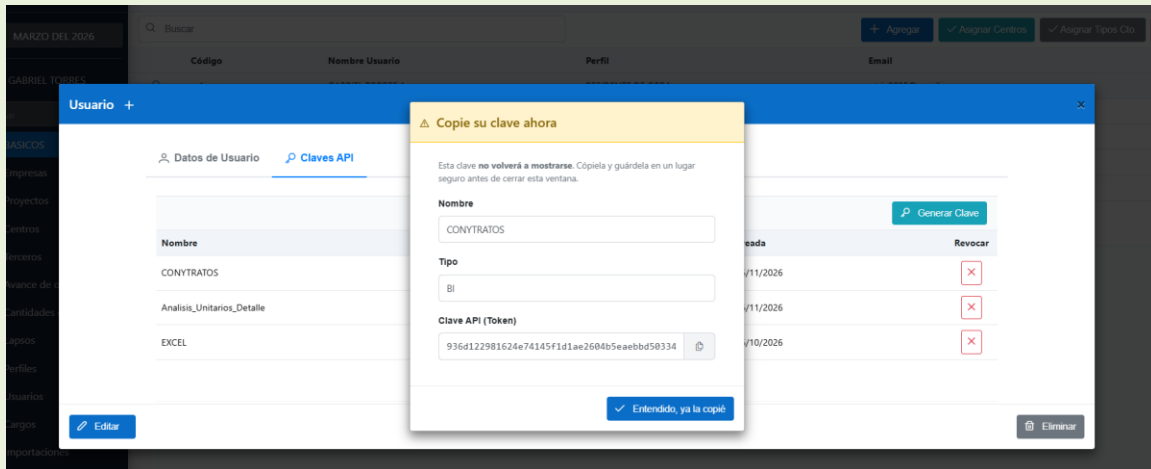 MARZO DEL 2026
Buscar
+ Agregar
Asignar Centros
Asignar Tipos Cto.
Código Nombre Usuario Perfil Email
GABRIEL TORRES
Usuario +
×
Copie su clave ahora
BASICOS
Empresas
Proyectos
Centros
Terceros
Avance de
Cantidades
Lapsos
Perfiles
Usuarios
Cargos
Importaciones
Datos de Usuario
Claves API
Esta clave no volverá a mostrarse. Cópiela y guárdela en un lugar
seguro antes de cerrar esta ventana.
Nombre
CONYTRATOS
Tipo
BI
Clave API (Token)
936d122981624e74145f1d1ae2604b5eaebbd50334
Entendido, ya la copié
Generar Clave
Nombre eada Revocar
CONYTRATOS /11/2026
Analisis_Unitarios_Detalle /11/2026
EXCEL /10/2026
Editar
Eliminar